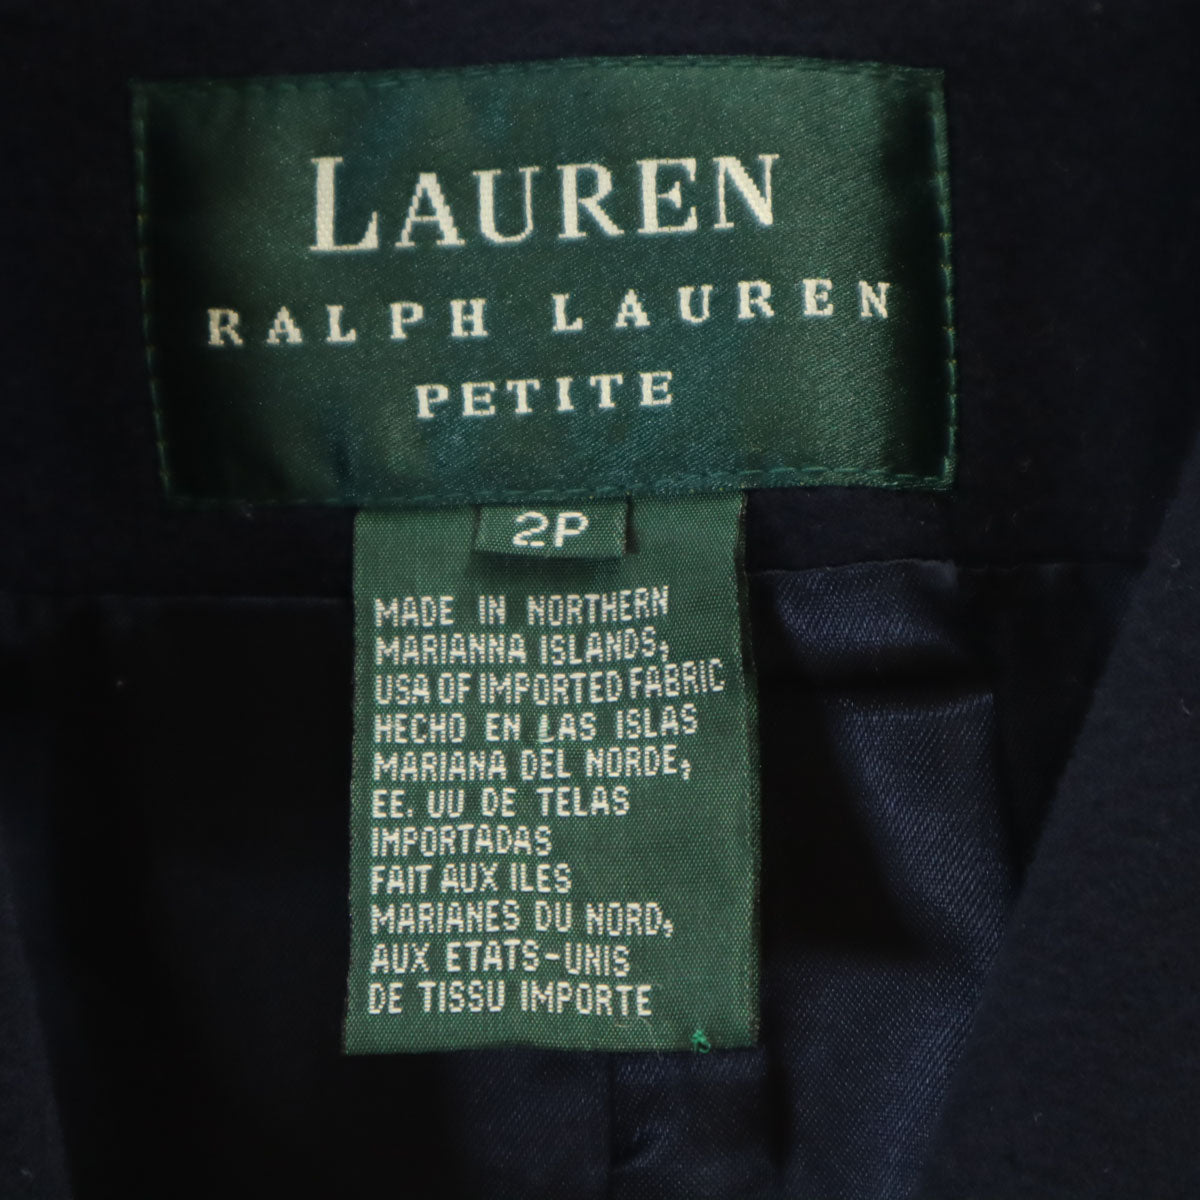 LAUREN
RALPH LAUREN
PETITE
2P
MADE IN NORTHERN
MARIANNA ISLANDS,
USA OF IMPORTED FABRIC
HECHO EN LAS ISLAS
MARIANA DEL NORDE,
EE. UU DE TELAS
IMPORTADAS
FAIT AUX ILES
MARIANES DU NORD,
AUX ETATS-UNIS
DE TISSU IMPORTE